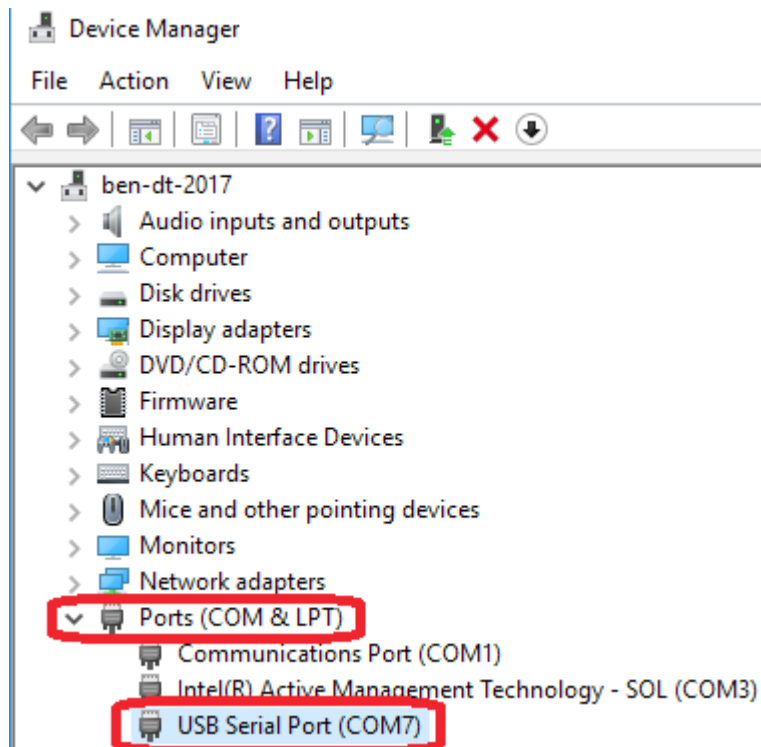 Device Manager
File Action View Help
ben-dt-2017
Audio inputs and outputs
Computer
Disk drives
Display adapters
DVD/CD-ROM drives
Firmware
Human Interface Devices
Keyboards
Mice and other pointing devices
Monitors
Network adapters
Ports (COM & LPT)
Communications Port (COM1)
Intel(R) Active Management Technology - SOL (COM3)
USB Serial Port (COM7)